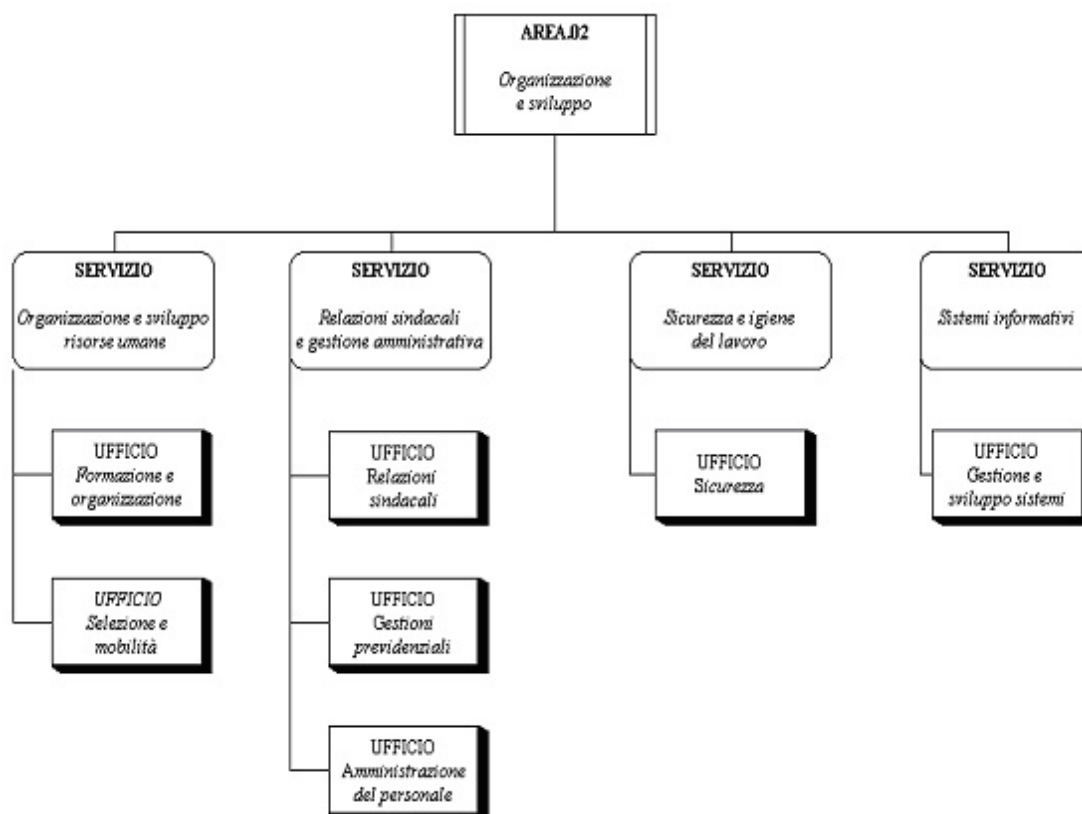 AREA.02
Organizzazione
e sviluppo
SERVIZIO
Organizzazione e sviluppo
risorse umane
SERVIZIO
Relazioni sindacali
e gestione amministrativa
SERVIZIO
Sicurezza e igiene
del lavoro
SERVIZIO
Sistemi informativi
UFFICIO
Formazione e
organizzazione
UFFICIO
Selezione e
mobilità
UFFICIO
Relazioni
sindacali
UFFICIO
Gestioni
previdenziali
UFFICIO
Amministrazione
del personale
UFFICIO
Sicurezza
UFFICIO
Gestione e
sviluppo sistemi